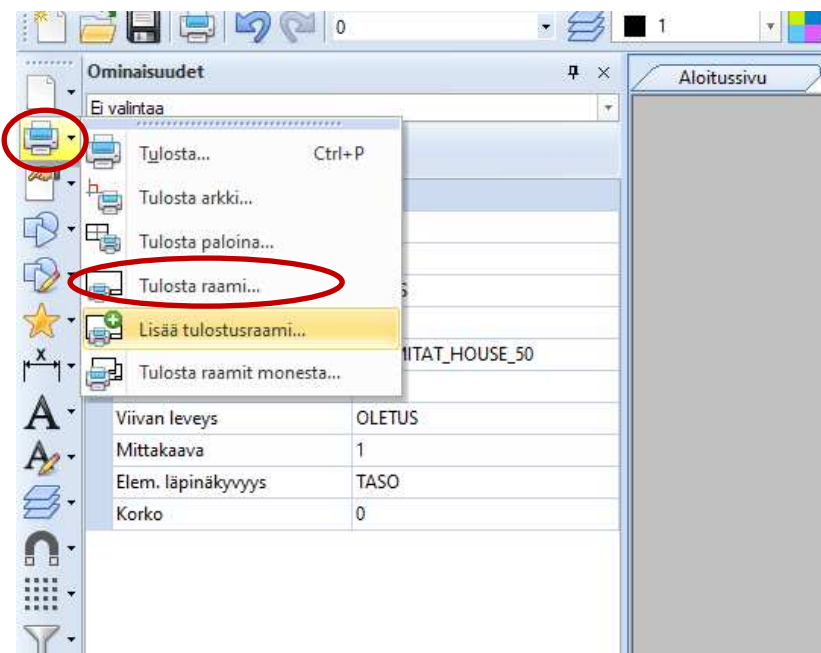 0
1
Ominaisuudet
Aloitussivu
Ei valintaa
Tulosta... Ctrl+P
Tulosta arkki...
Tulosta paloina...
Tulosta raami...
Lisää tulostusraami...
ITAT_HOUSE_50
Tulosta raamit monesta...
Viivan leveys OLETUS
Mittakaava 1
Elem. läpinäkyvyys TASO
Korko 0